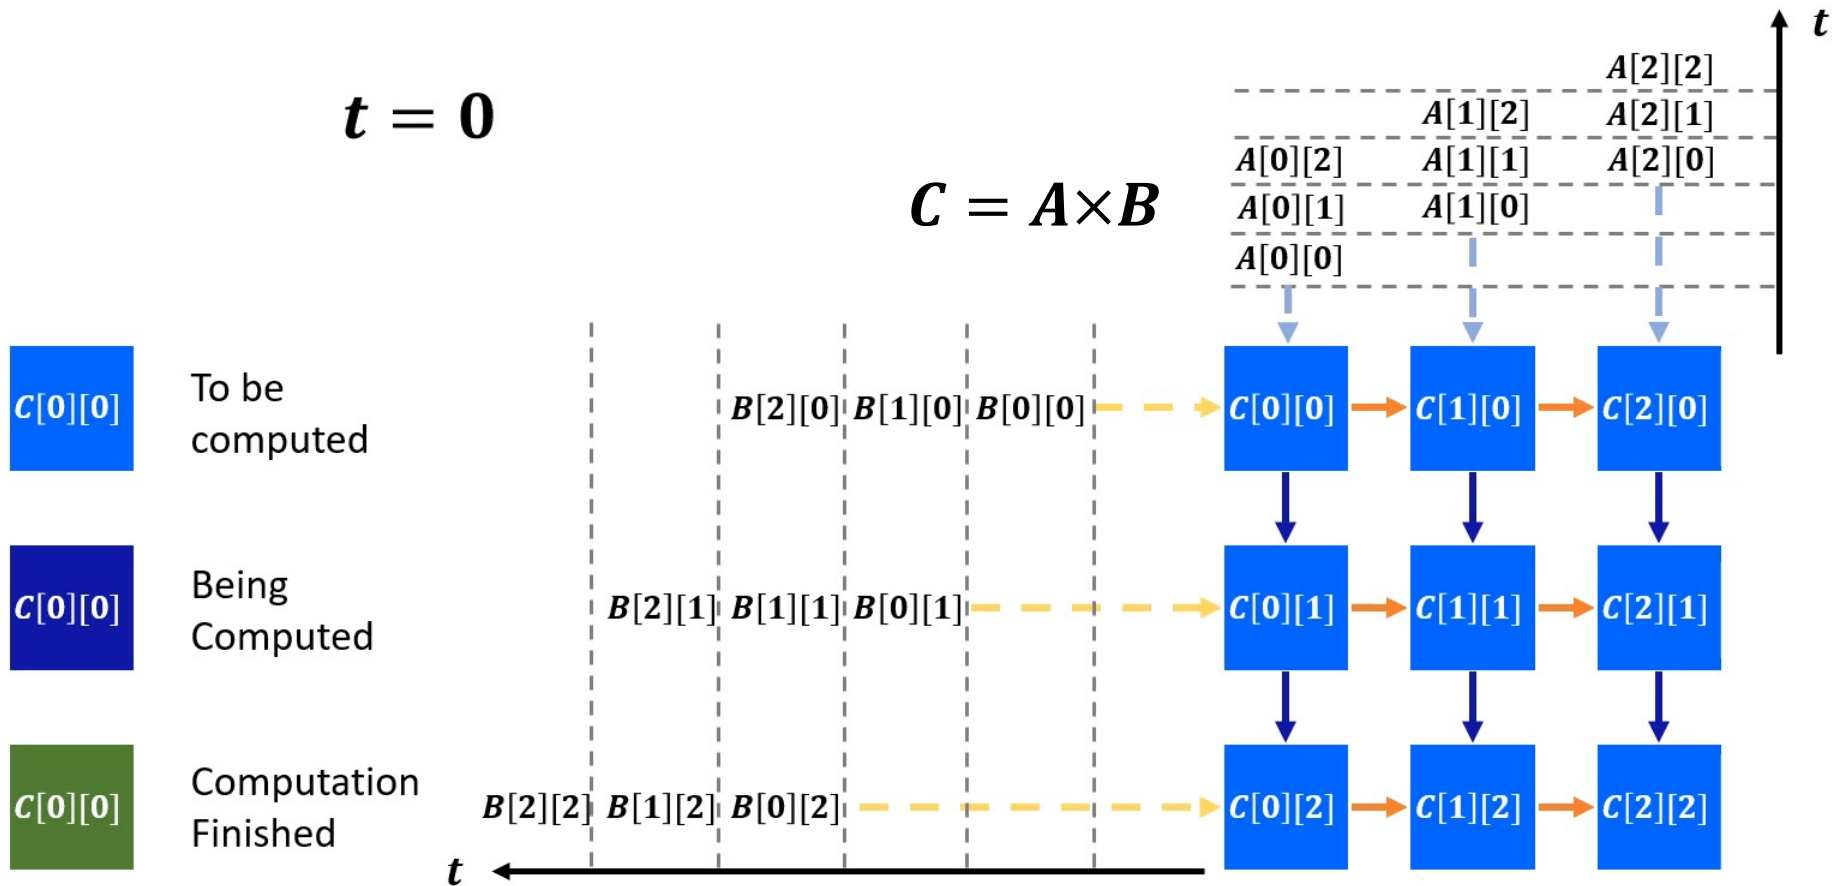 t
A[2][2]
t = 0
A[1][2] A[2][1]
A[0][2] A[1][1] A[2][0]
C = A×B
A[0][1] A[1][0]
A[0][0]
C[0][0] To be
computed
B[2][0] B[1][0] B[0][0] C[0][0] C[1][0] C[2][0]
C[0][0] Being
Computed
B[2][1] B[1][1] B[0][1] C[0][1] C[1][1] C[2][1]
C[0][0] Computation
Finished
B[2][2] B[1][2] B[0][2] C[0][2] C[1][2] C[2][2]
t